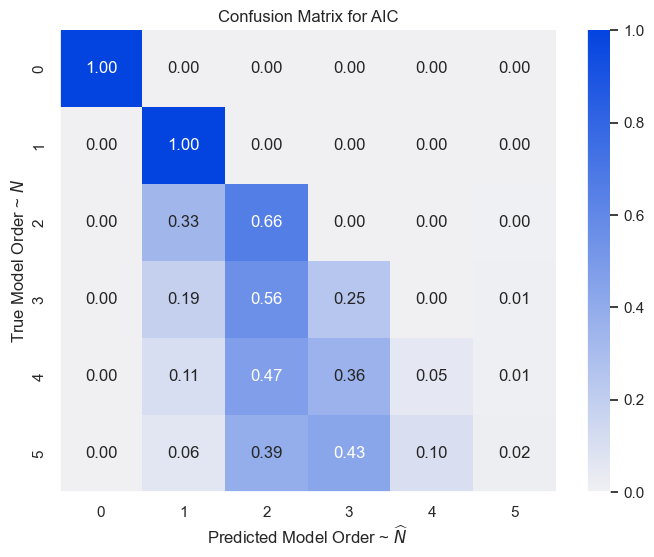 Confusion Matrix for AIC
True Model Order ~ N
0 1.00 0.00 0.00 0.00 0.00 0.00
1 0.00 1.00 0.00 0.00 0.00 0.00
2 0.00 0.33 0.66 0.00 0.00 0.00
3 0.00 0.19 0.56 0.25 0.00 0.01
4 0.00 0.11 0.47 0.36 0.05 0.01
5 0.00 0.06 0.39 0.43 0.10 0.02
0 1 2 3 4 5
Predicted Model Order ~ N̂
1.0
0.8
0.6
0.4
0.2
0.0